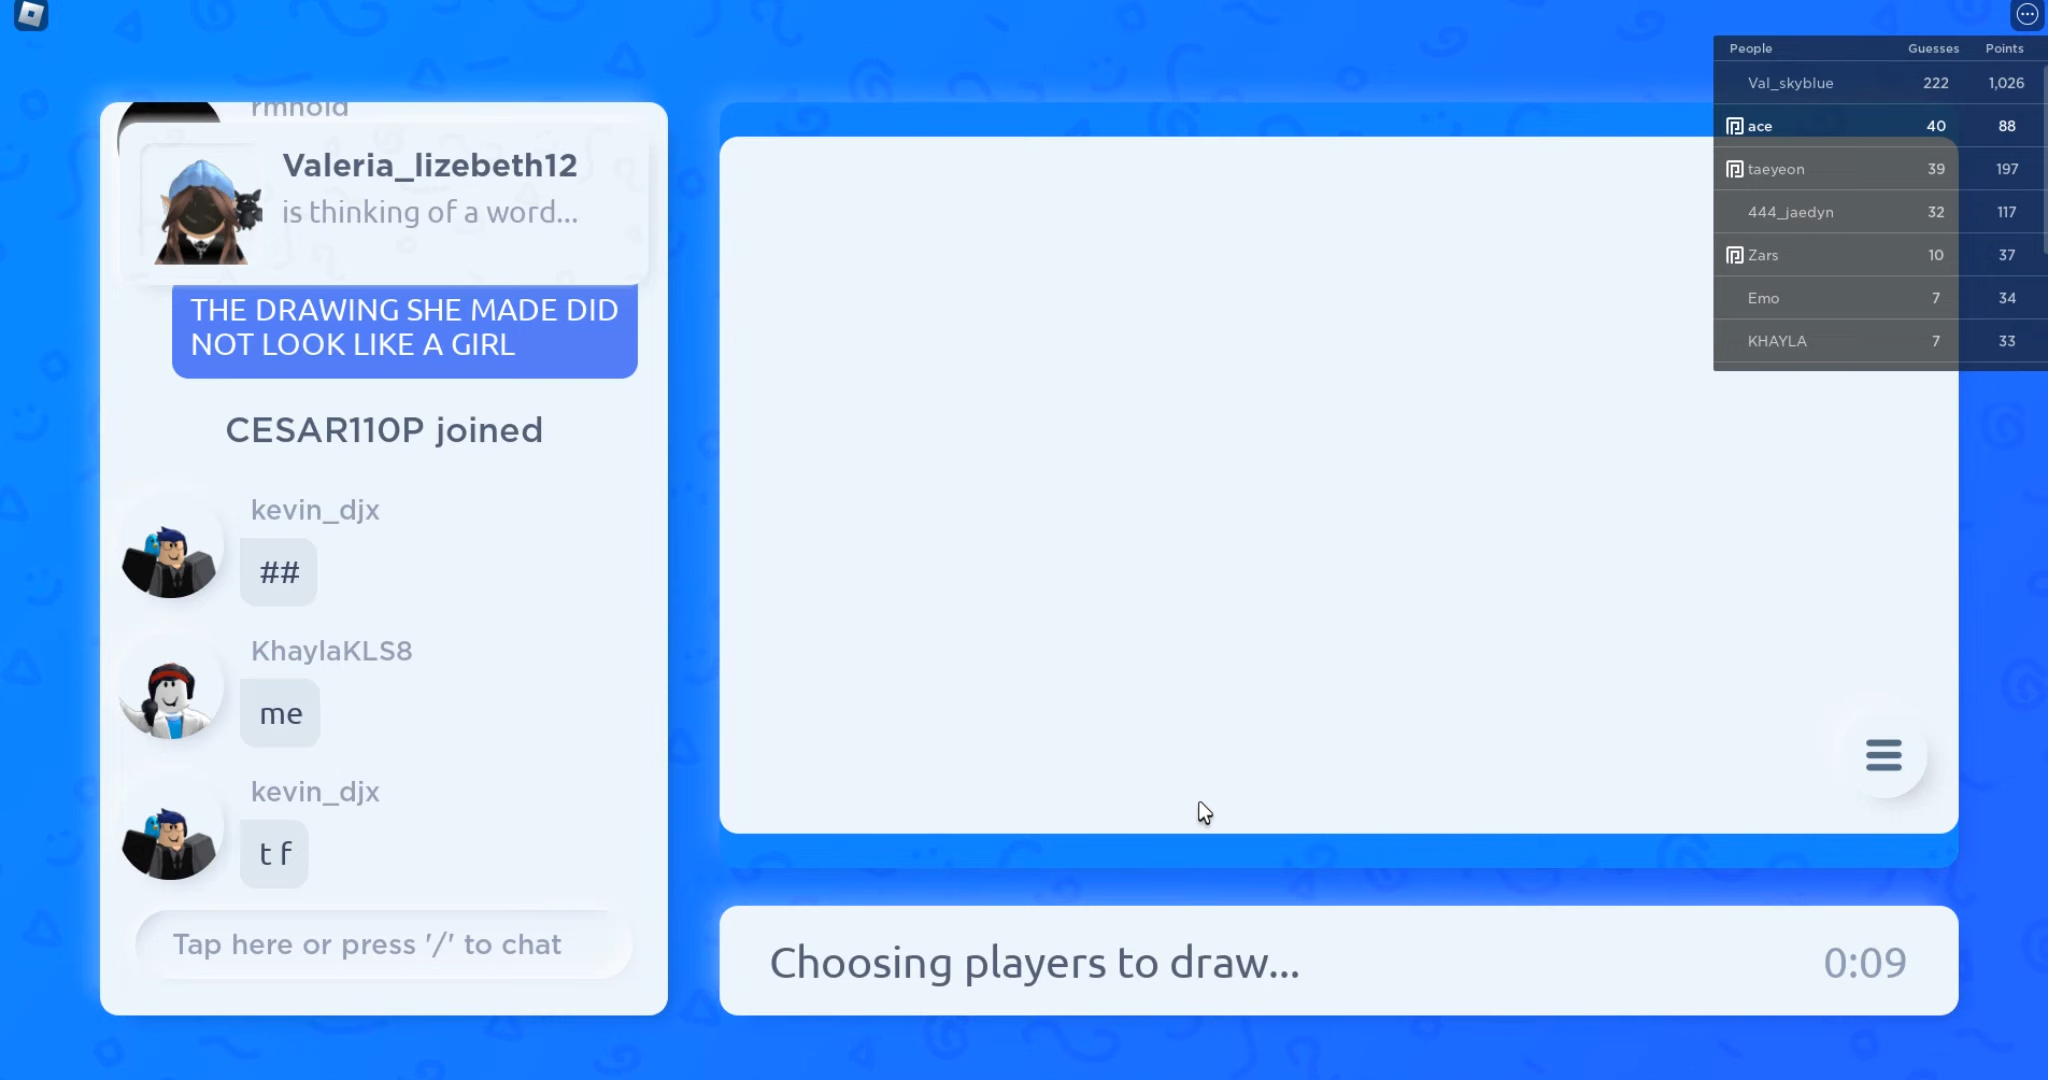 People Guesses Points
Val_skyblue 222 1,026
ace 40 88
taeyeon 39 197
444_jaedyn 32 117
Zars 10 37
Emo 7 34
KHAYLA 7 33
rmnold
Valeria_lizebeth12
is thinking of a word...
THE DRAWING SHE MADE DID
NOT LOOK LIKE A GIRL
CESAR110P joined
kevin_djx
##
KhaylaKLS8
me
kevin_djx
t f
Tap here or press '/' to chat
Choosing players to draw...
0:09